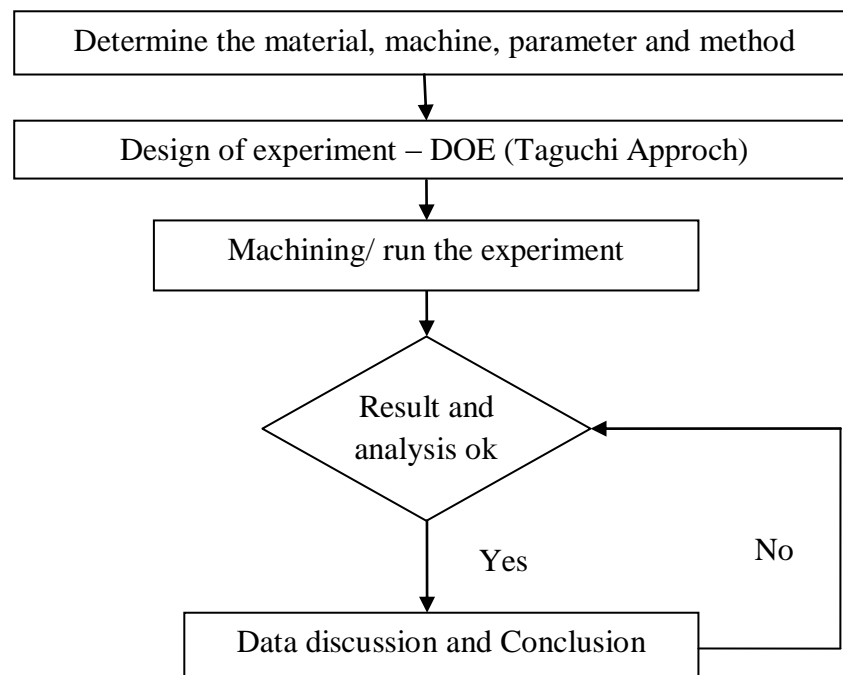 Determine the material, machine, parameter and method
Design of experiment – DOE (Taguchi Approch)
Machining/ run the experiment
Result and
analysis ok
Yes
No
Data discussion and Conclusion